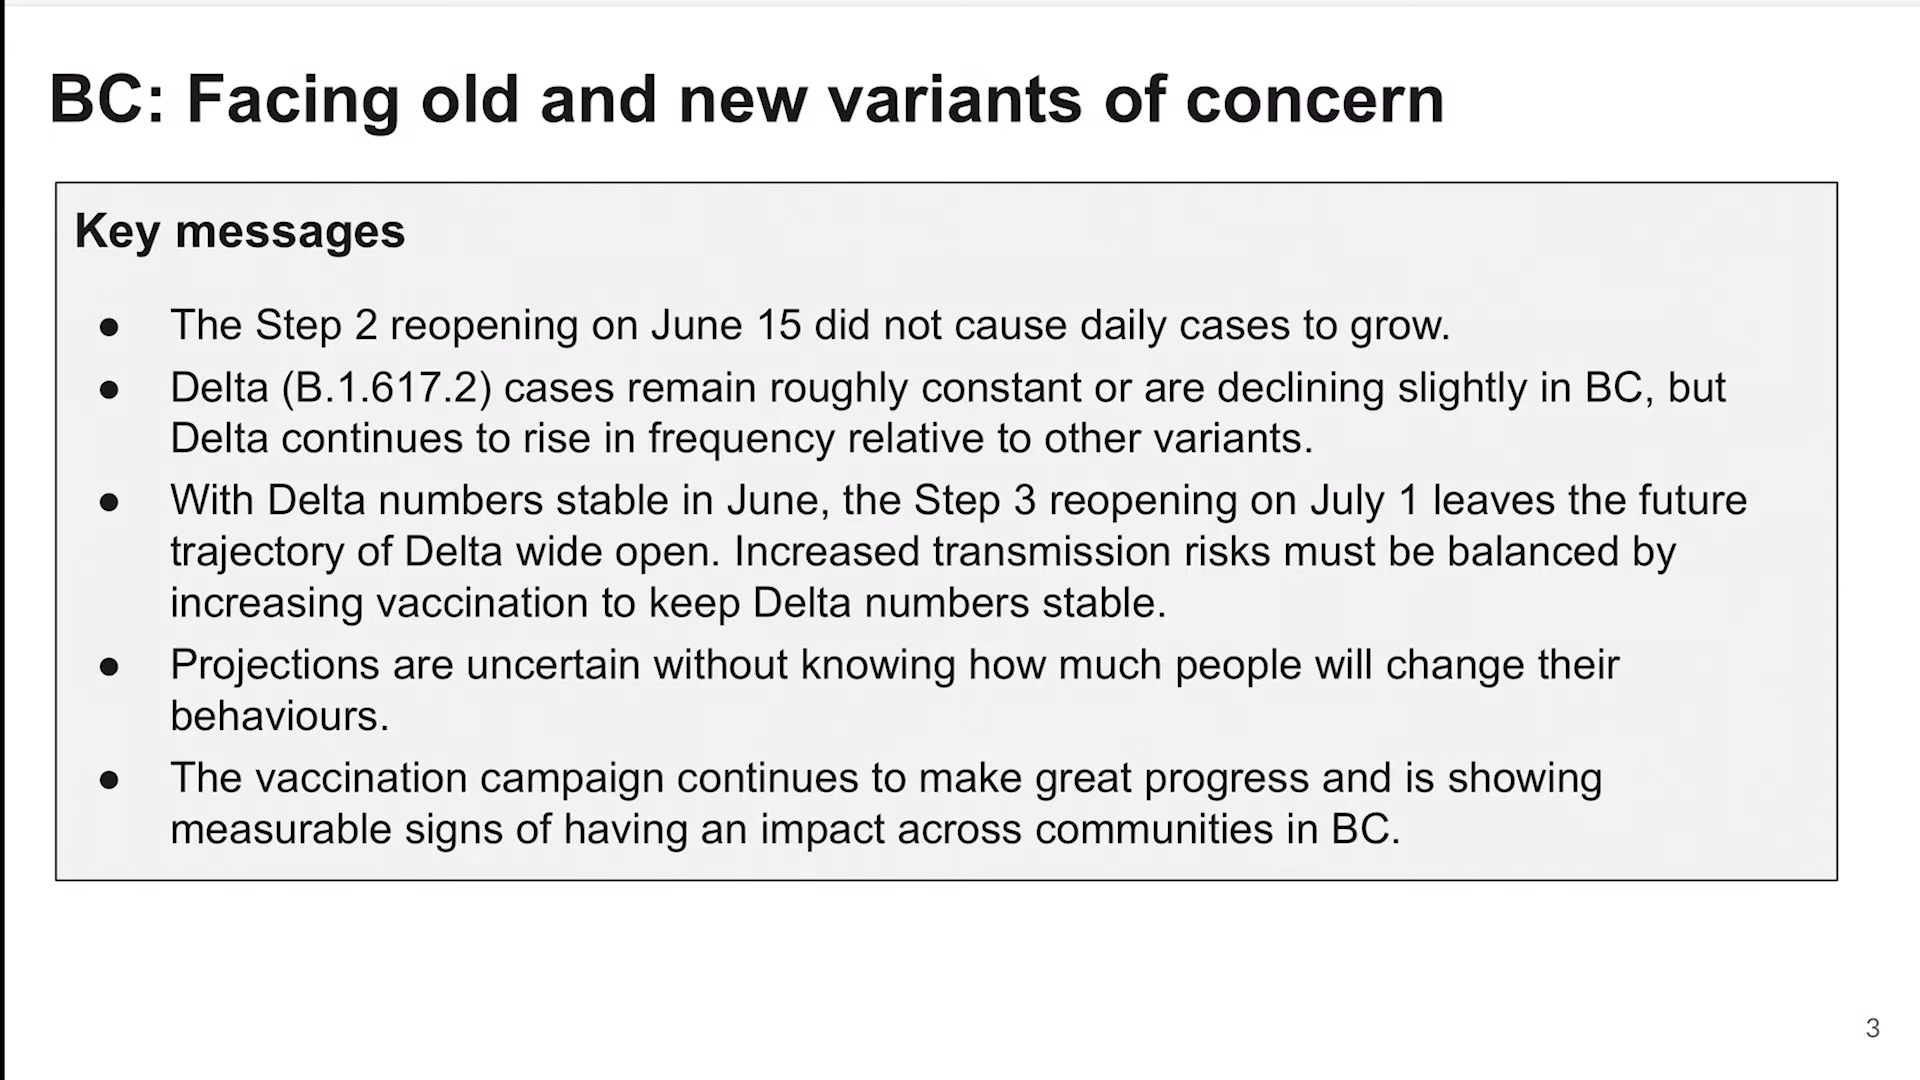 BC: Facing old and new variants of concern
Key messages
● The Step 2 reopening on June 15 did not cause daily cases to grow.
● Delta (B.1.617.2) cases remain roughly constant or are declining slightly in BC, but
Delta continues to rise in frequency relative to other variants.
● With Delta numbers stable in June, the Step 3 reopening on July 1 leaves the future
trajectory of Delta wide open. Increased transmission risks must be balanced by
increasing vaccination to keep Delta numbers stable.
● Projections are uncertain without knowing how much people will change their
behaviours.
● The vaccination campaign continues to make great progress and is showing
measurable signs of having an impact across communities in BC.
3